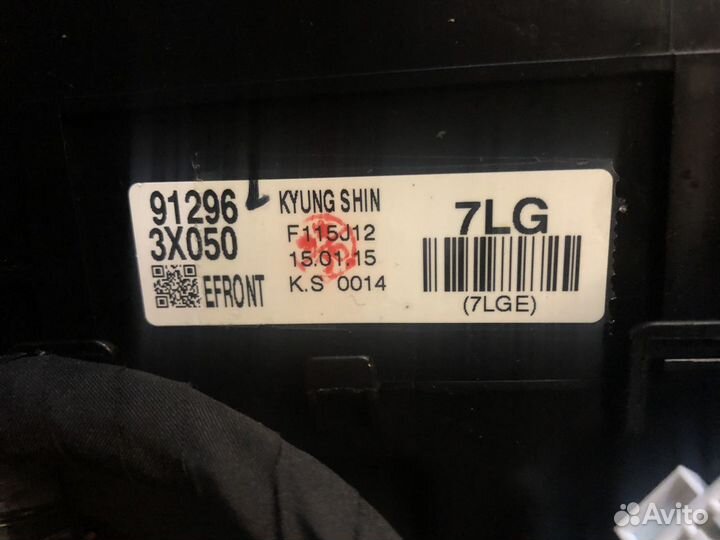 91296
3X050
EFRONT
KYUNG SHIN
F115J12
15.01.15
K.S 0014
7LG
(7LGE)
Avito